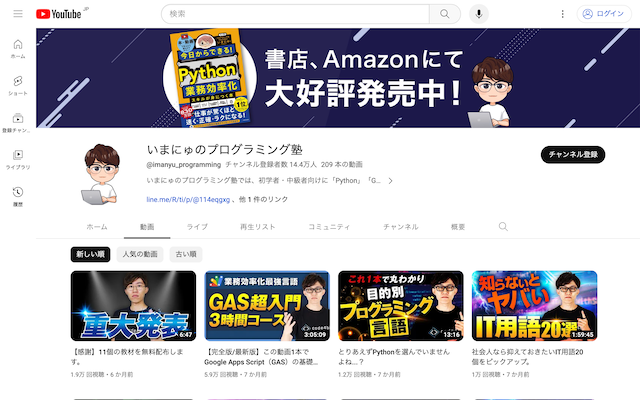 YouTube JP
検索
ログイン
ホーム
ショート
登録チャン...
ライブラリ
履歴
今日からできる!
Python
業務効率化
スキルが身につく本
仕事が驚くほど
速く・正確・ラクになる!
1位
書店、Amazonにて
大好評発売中!
いまにゅのプログラミング塾
@imanyu_programming チャンネル登録者数 14.4万人 209 本の動画
いまにゅのプログラミング塾では、初学者・中級者向けに「Python」「G...
line.me/R/ti/p/@114eqgxg 、他 1 件のリンク
チャンネル登録
ホーム
動画
ライブ
再生リスト
コミュニティ
チャンネル
概要
新しい順
人気の動画
古い順
重大発表
6:47
業務効率化最強言語
GAS超入門
3時間コース
3:05:09
これ1本で丸わかり
目的別
プログラミング
言語
13:16
知らないと
ヤバい
IT用語20選
1:59:45
【感謝】11個の教材を無料配布しま
す。
1.9万 回視聴・6 か月前
【完全版/最新版】この動画1本で
Google Apps Script（GAS）の基礎...
5.9万 回視聴・7 か月前
とりあえずPythonを選んでいません
よね...？
1.2万 回視聴・7 か月前
社会人なら抑えておきたいIT用語20
個をピックアップ。
1万 回視聴・7 か月前